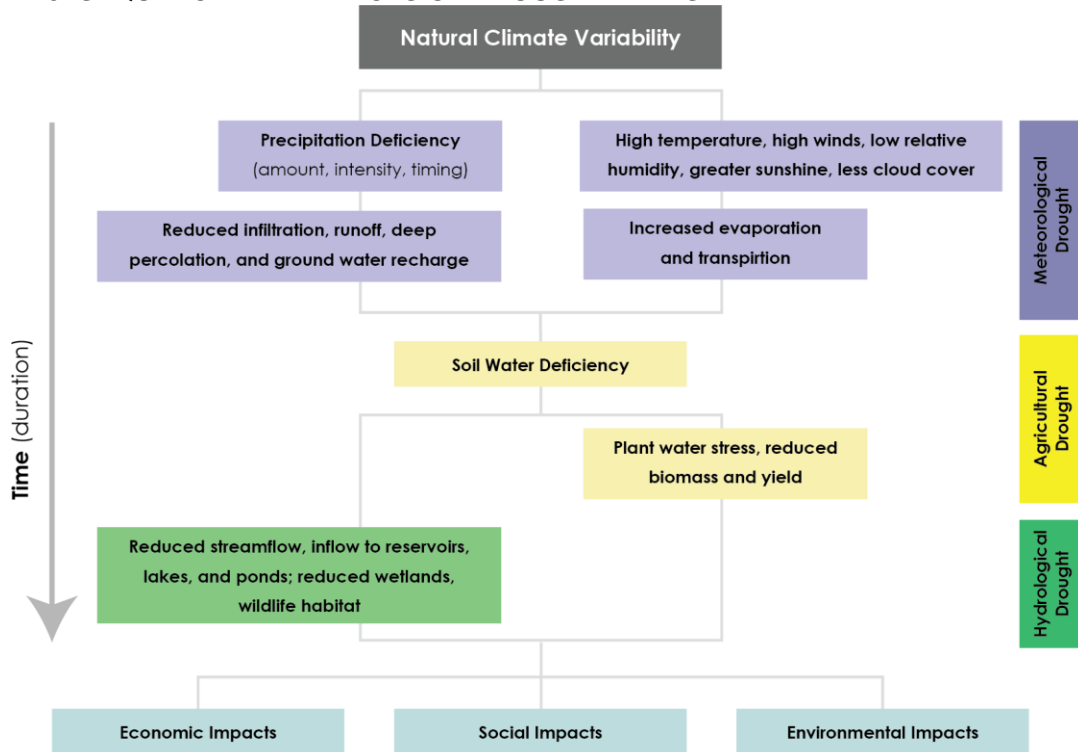 Natural Climate Variability
Precipitation Deficiency
(amount, intensity, timing)
High temperature, high winds, low relative
humidity, greater sunshine, less cloud cover
Reduced infiltration, runoff, deep
percolation, and ground water recharge
Increased evaporation
and transpirtion
Meteorological
Drought
Soil Water Deficiency
Plant water stress, reduced
biomass and yield
Agricultural
Drought
Time (duration)
Reduced streamflow, inflow to reservoirs,
lakes, and ponds; reduced wetlands,
wildlife habitat
Hydrological
Drought
Economic Impacts
Social Impacts
Environmental Impacts